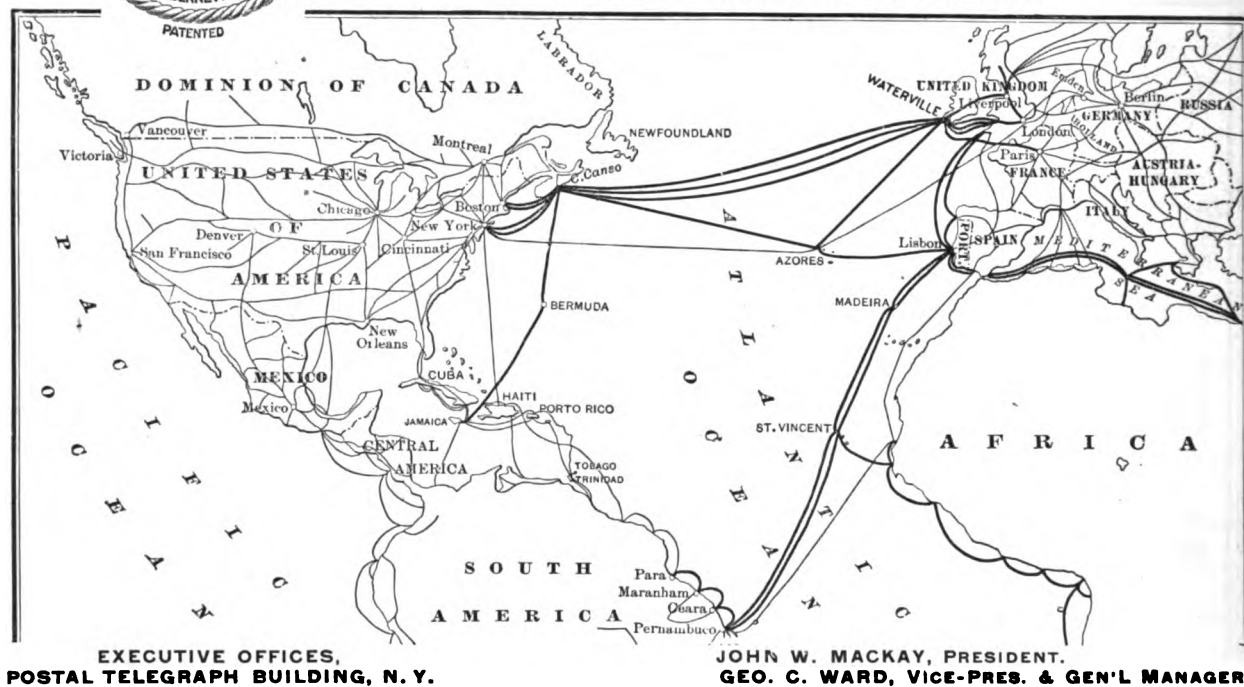 PATENTED
DOMINION OF CANADA
LABRADOR
NEWFOUNDLAND
WATERVILLE
UNITED KINGDOM
Liverpool
Emden
Berlin
RUSSIA
GERMANY
HOLLAND
London
Vancouver
Victoria
Montreal
C. Canso
Paris
FRANCE
AUSTRIA-
HUNGARY
UNITED STATES
OF
AMERICA
Chicago
Boston
New York
Denver
San Francisco
St. Louis
Cincinnati
ITALY
Lisbon
PORT.
SPAIN
MEDITERRANEAN
SEA
AZORES
MADEIRA
BERMUDA
New
Orleans
ATLANTIC
OCEAN
PACIFIC
OCEAN
MEXICO
Mexico
CUBA
HAITI
JAMAICA
PORTO RICO
ST. VINCENT
AFRICA
CENTRAL
AMERICA
TOBAGO
TRINIDAD
SOUTH
AMERICA
Para
Maranham
Ceara
Pernambuco
EXECUTIVE OFFICES,
POSTAL TELEGRAPH BUILDING, N. Y.
JOHN W. MACKAY, PRESIDENT.
GEO. C. WARD, VICE-PRES. & GEN'L MANAGER